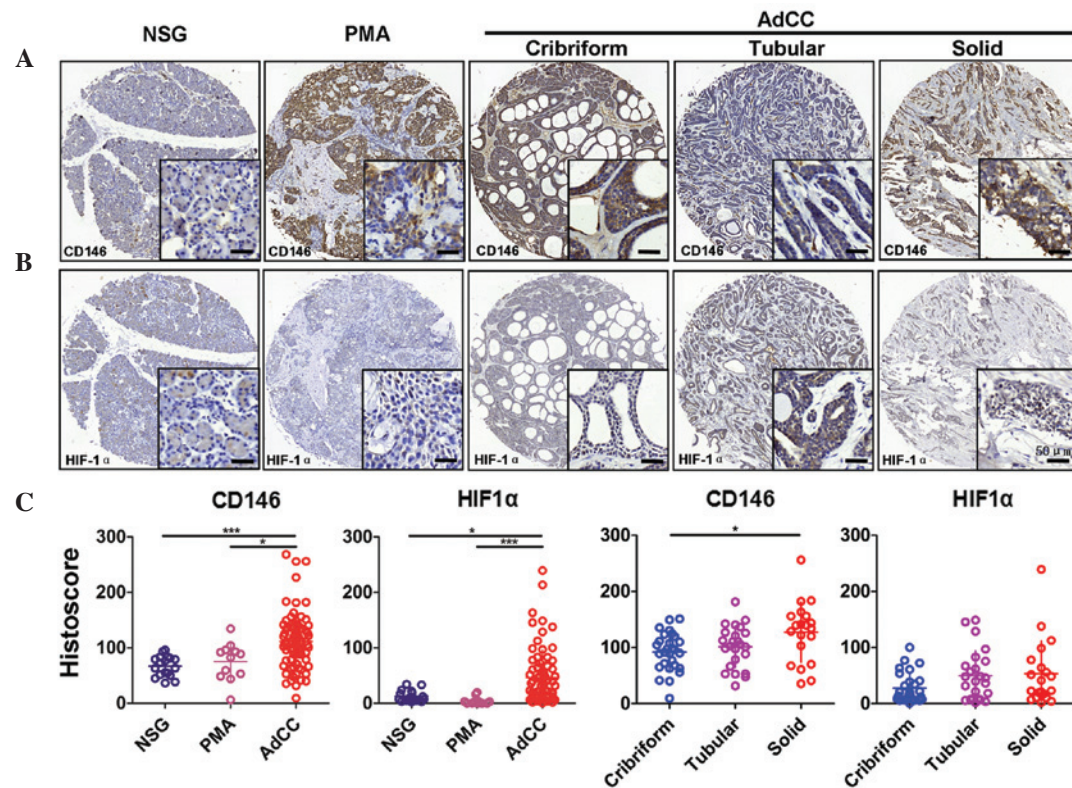 AdCC
NSG PMA Cribriform Tubular Solid
A
CD146 CD146 CD146 CD146 CD146
B
HIF-1α HIF-1α HIF-1α HIF-1α HIF-1α 50 μm
C
CD146 HIF1α CD146 HIF1α
Histoscore
300 300 300 300
*** * * *
* ***
200 200 200 200
100 100 100 100
0 0 0 0
NSG PMA AdCC NSG PMA AdCC Cribriform Tubular Solid Cribriform Tubular Solid